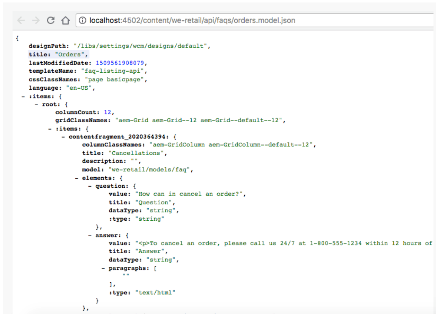 localhost:4502/content/we-retail/api/faqs/orders.model.json
{
designPath: "/libs/settings/wcm/designs/default",
title: "Orders",
lastModifiedDate: 1509561908079,
templateName: "faq-listing-api",
cssClassNames: "page basicpage",
language: "en-US",
- :items: {
- root: {
columnCount: 12,
gridClassNames: "aem-Grid aem-Grid--12 aem-Grid--default--12",
- :items: {
- contentfragment_2020364394: {
columnClassNames: "aem-GridColumn aem-GridColumn--default--12",
title: "Cancellations",
description: "",
model: "we-retail/models/faq",
- elements: {
- question: {
value: "How can in cancel an order?",
title: "Question",
dataType: "string",
:type: "string"
},
- answer: {
value: "<p>To cancel an order, please call us 24/7 at 1-800-555-1234 within 12 hours of
title: "Answer",
dataType: "string",
- paragraphs: [
""
],
:type: "text/html"
},